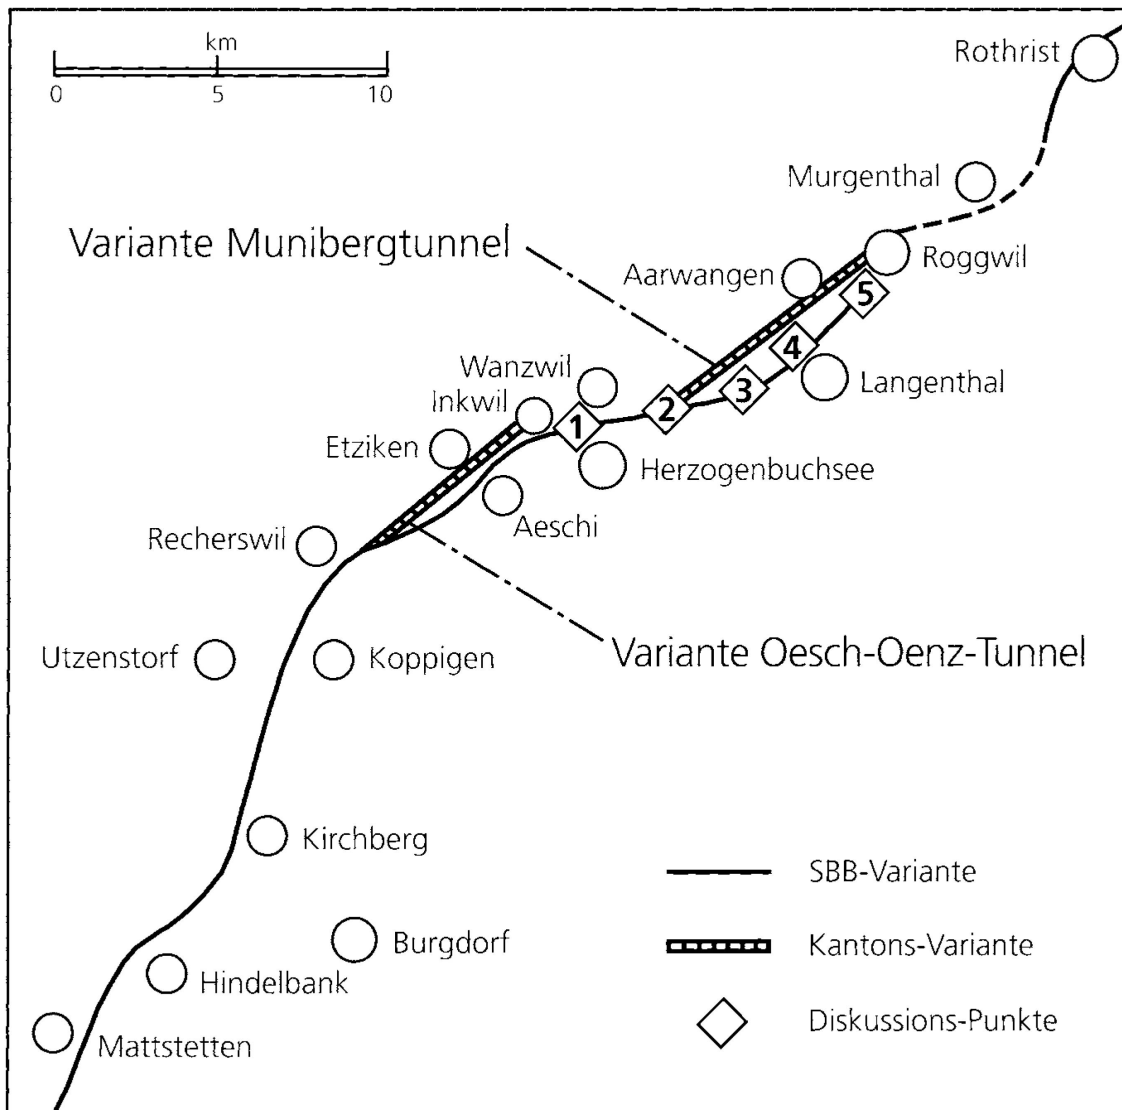 km
0 5 10
Rothrist
Murgenthal
Variante Munibergtunnel
Aarwangen
Roggwil
5
4
Wanzwil
3
Langenthal
Inkwil
2
1
Etziken
Herzogenbuchsee
Aeschi
Recherswil
Utzenstorf
Koppigen
Variante Oesch-Oenz-Tunnel
Kirchberg
SBB-Variante
Burgdorf
Kantons-Variante
Hindelbank
Diskussions-Punkte
Mattstetten